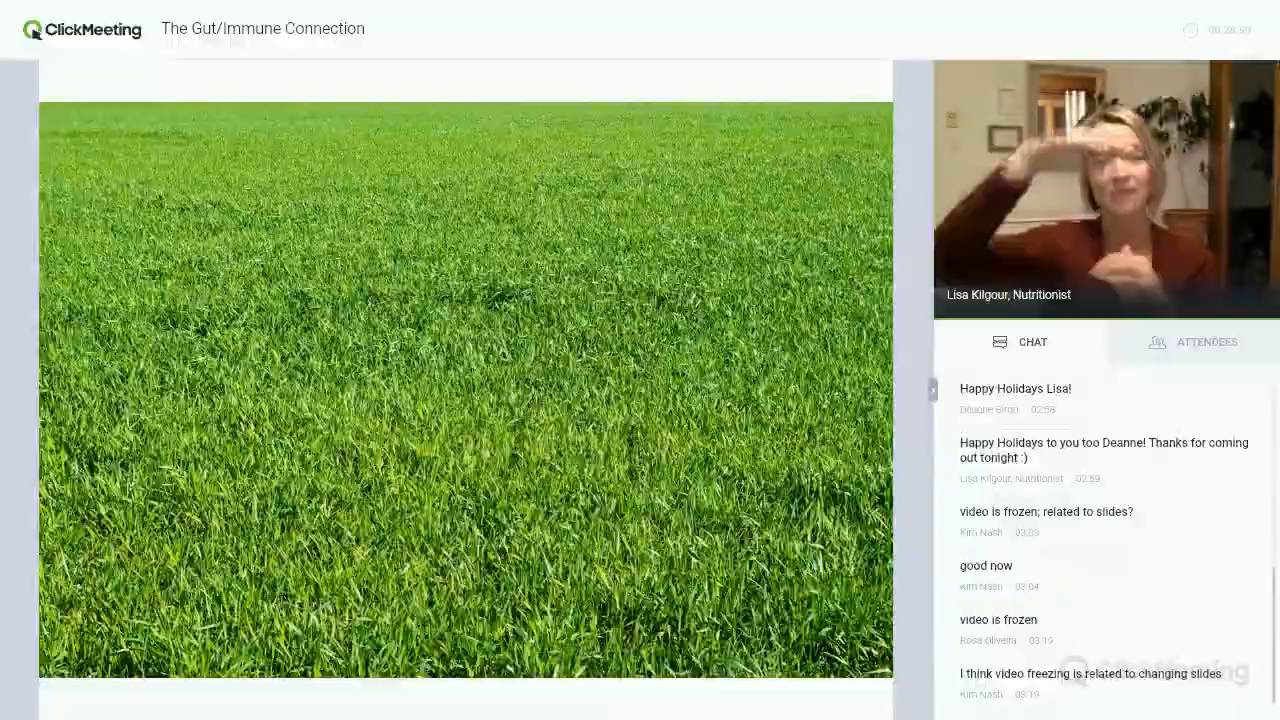 ClickMeeting
The Gut/Immune Connection
Lisa Kilgour, Nutritionist
CHAT
ATTENDEES
Happy Holidays Lisa!
02:58
Happy Holidays to you too Deanne! Thanks for coming
out tonight :)
Lisa Kilgour, Nutritionist 02:59
video is frozen; related to slides?
Kim Nash 03:03
good now
Kim Nash 03:04
video is frozen
Rosa Oliveira 03:19
I think video freezing is related to changing slides
Kim Nash 03:19
ClickMeeting